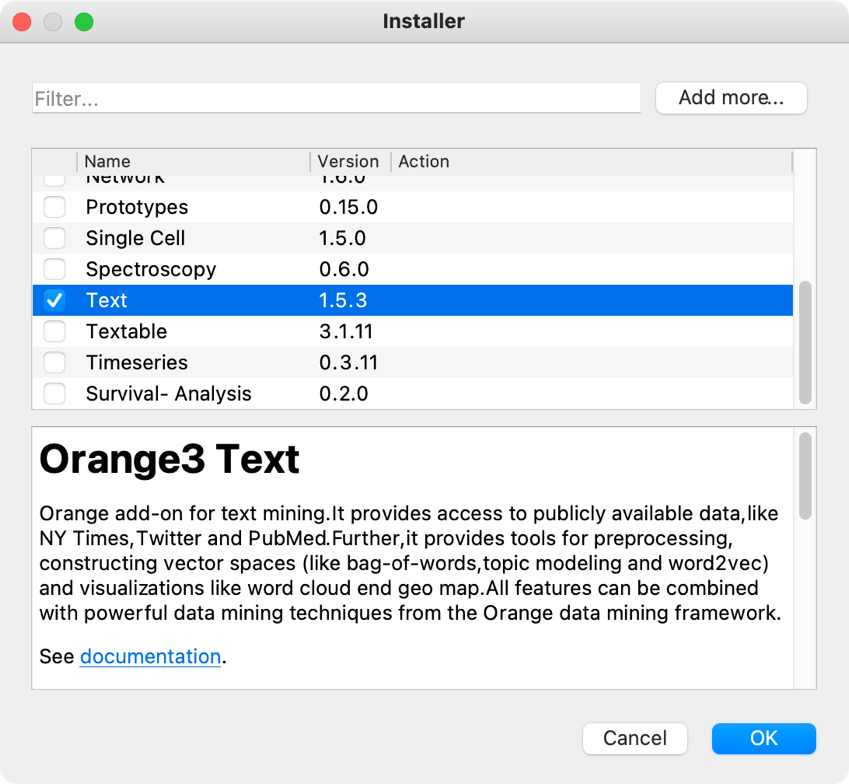 Installer
Filter...
Add more...
Name Version Action
Network 1.6.0
Prototypes 0.15.0
Single Cell 1.5.0
Spectroscopy 0.6.0
Text 1.5.3
Textable 3.1.11
Timeseries 0.3.11
Survival- Analysis 0.2.0
Orange3 Text
Orange add-on for text mining.It provides access to publicly available data,like
NY Times,Twitter and PubMed.Further,it provides tools for preprocessing,
constructing vector spaces (like bag-of-words,topic modeling and word2vec)
and visualizations like word cloud end geo map.All features can be combined
with powerful data mining techniques from the Orange data mining framework.
See documentation.
Cancel OK